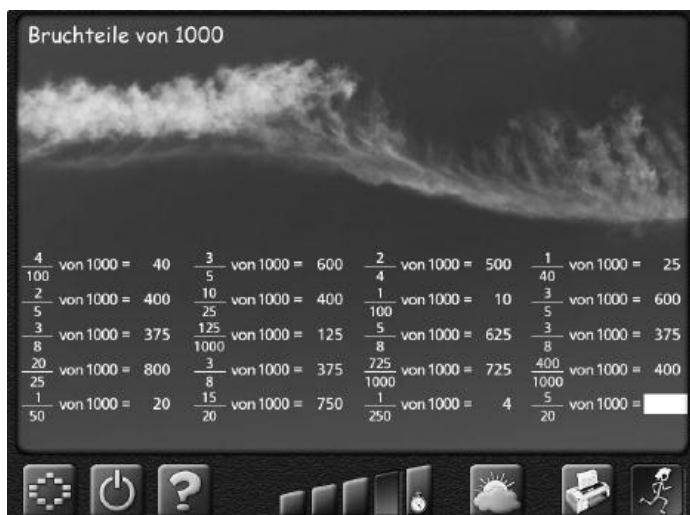 Bruchteile von 1000
4/100 von 1000 = 40 3/5 von 1000 = 600 2/4 von 1000 = 500 1/40 von 1000 = 25
2/5 von 1000 = 400 10/25 von 1000 = 400 1/100 von 1000 = 10 3/5 von 1000 = 600
3/8 von 1000 = 375 125/1000 von 1000 = 125 5/8 von 1000 = 625 3/8 von 1000 = 375
20/25 von 1000 = 800 3/8 von 1000 = 375 725/1000 von 1000 = 725 400/1000 von 1000 = 400
1/50 von 1000 = 20 15/20 von 1000 = 750 1/250 von 1000 = 4 5/20 von 1000 =
?